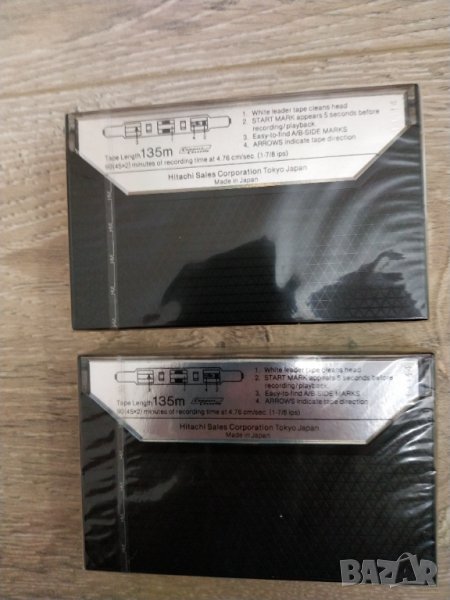 1. White leader tape cleans head
2. START MARK appears 5 seconds before
recording/playback.
3. Easy-to-find A/B-SIDE MARKS
4. ARROWS indicate tape direction
Tape Length 135m
90(45×2) minutes of recording time at 4.76 cm/sec (1-7/8 ips)
Hitachi Sales Corporation Tokyo Japan
Made in Japan
1. White leader tape cleans head
2. START MARK appears 5 seconds before
recording/playback.
3. Easy-to-find A/B SIDE MARKS
4. ARROWS indicate tape direction
Tape Length 135m
90(45×2) minutes of recording time at 4.76 cm/sec (1-7/8 ips)
Hitachi Sales Corporation Tokyo Japan
Made in Japan
BAZAR.bg